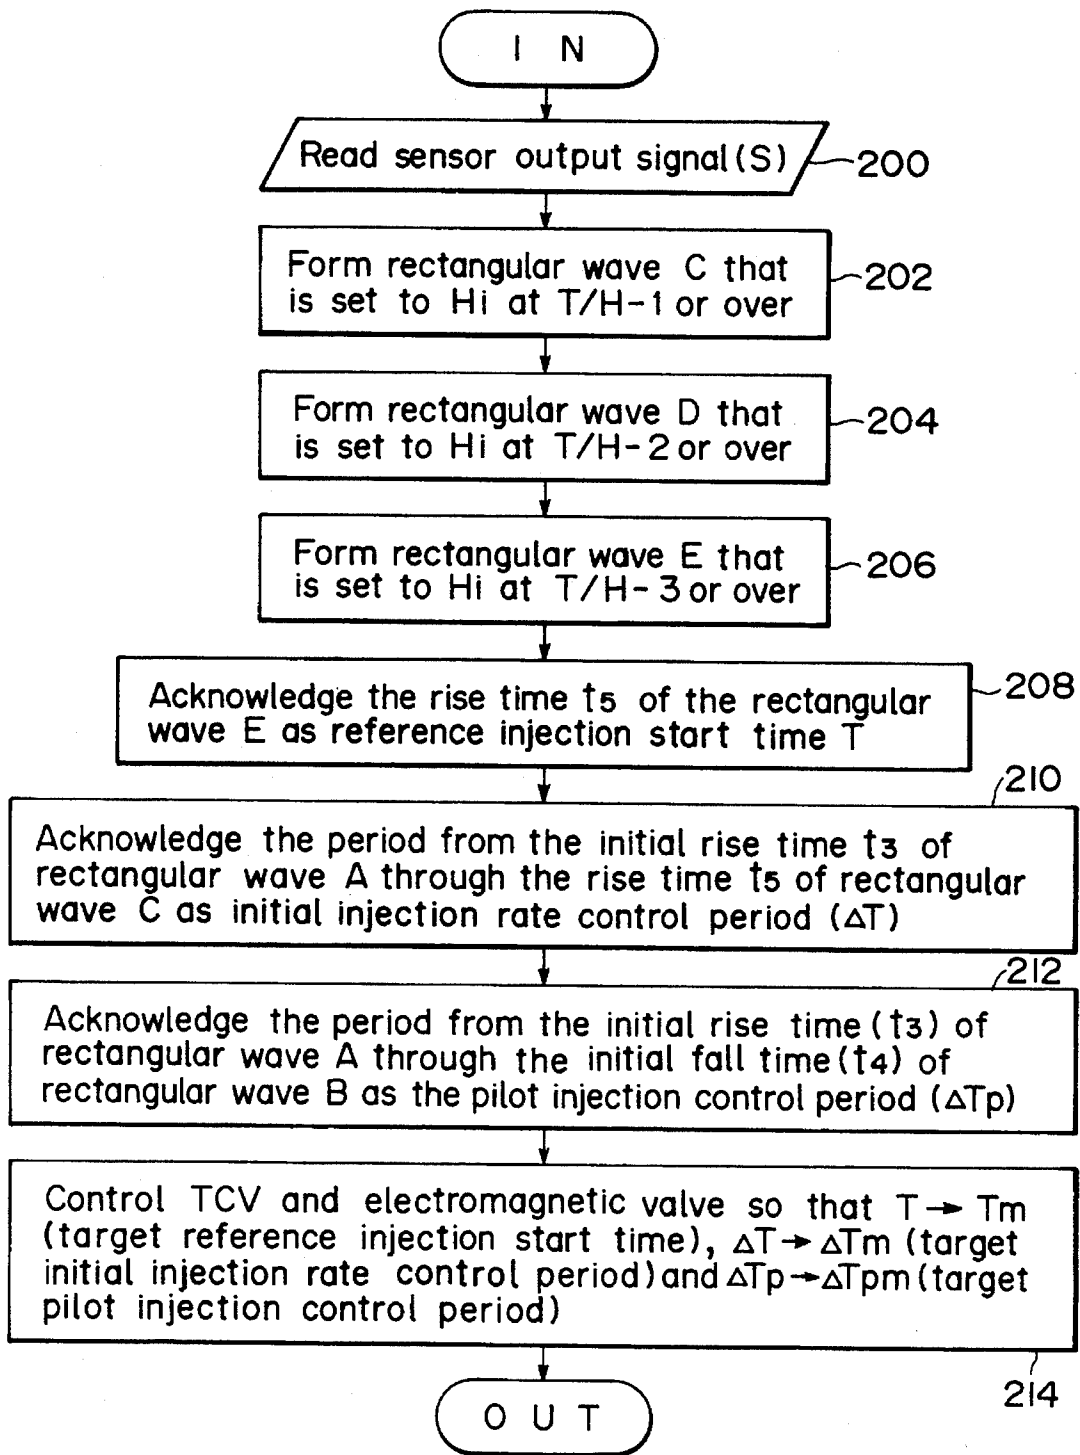 IN
Read sensor output signal(S)
200
Form rectangular wave C that
is set to Hi at T/H-1 or over
202
Form rectangular wave D that
is set to Hi at T/H-2 or over
204
Form rectangular wave E that
is set to Hi at T/H-3 or over
206
Acknowledge the rise time t5 of the rectangular
wave E as reference injection start time T
208
210
Acknowledge the period from the initial rise time t3 of
rectangular wave A through the rise time t5 of rectangular
wave C as initial injection rate control period (ΔT)
212
Acknowledge the period from the initial rise time (t3) of
rectangular wave A through the initial fall time (t4) of
rectangular wave B as the pilot injection control period (ΔTp)
Control TCV and electromagnetic valve so that T→Tm
(target reference injection start time), ΔT→ΔTm (target
initial injection rate control period) and ΔTp→ΔTpm (target
pilot injection control period)
214
OUT